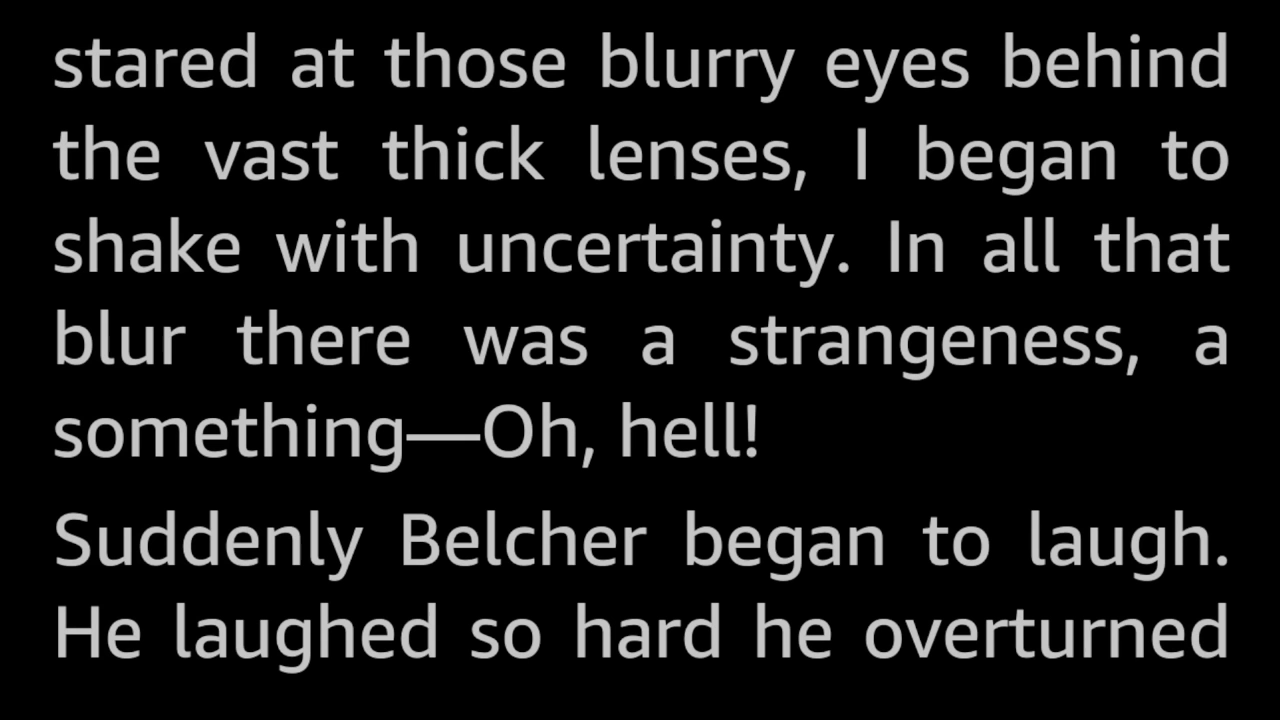 stared at those blurry eyes behind
the vast thick lenses, I began to
shake with uncertainty. In all that
blur there was a strangeness, a
something—Oh, hell!
Suddenly Belcher began to laugh.
He laughed so hard he overturned